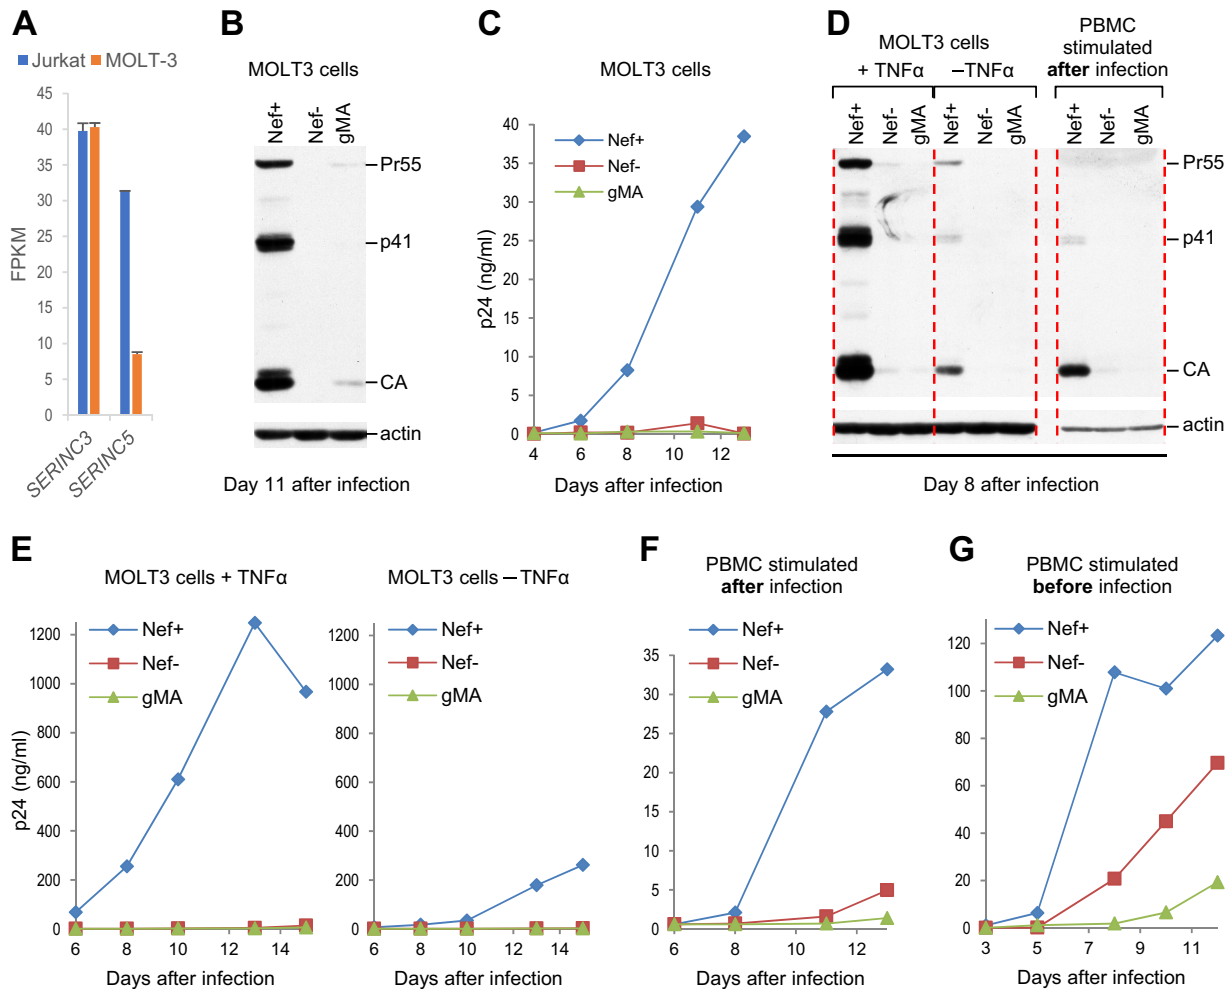 A
Jurkat MOLT-3
45
40
35
30
25
20
15
10
5
0
FPKM
SERINC3
SERINC5
B
MOLT3 cells
Nef+
Nef-
gMA
Pr55
p41
CA
actin
Day 11 after infection
C
MOLT3 cells
40
35
30
25
20
15
10
5
0
p24 (ng/ml)
Nef+
Nef-
gMA
4 6 8 10 12
Days after infection
D
MOLT3 cells
+ TNFα –TNFα
PBMC
stimulated
after infection
Nef+
Nef-
gMA
Nef+
Nef-
gMA
Nef+
Nef-
gMA
Pr55
p41
CA
actin
Day 8 after infection
E
MOLT3 cells + TNFα
1200
1000
800
600
400
200
0
p24 (ng/ml)
Nef+
Nef-
gMA
6 8 10 12 14
Days after infection
MOLT3 cells – TNFα
1200
1000
800
600
400
200
0
Nef+
Nef-
gMA
6 8 10 12 14
Days after infection
F
PBMC stimulated
after infection
35
30
25
20
15
10
5
0
Nef+
Nef-
gMA
6 8 10 12
Days after infection
G
PBMC stimulated
before infection
120
100
80
60
40
20
0
Nef+
Nef-
gMA
3 5 7 9 11
Days after infection